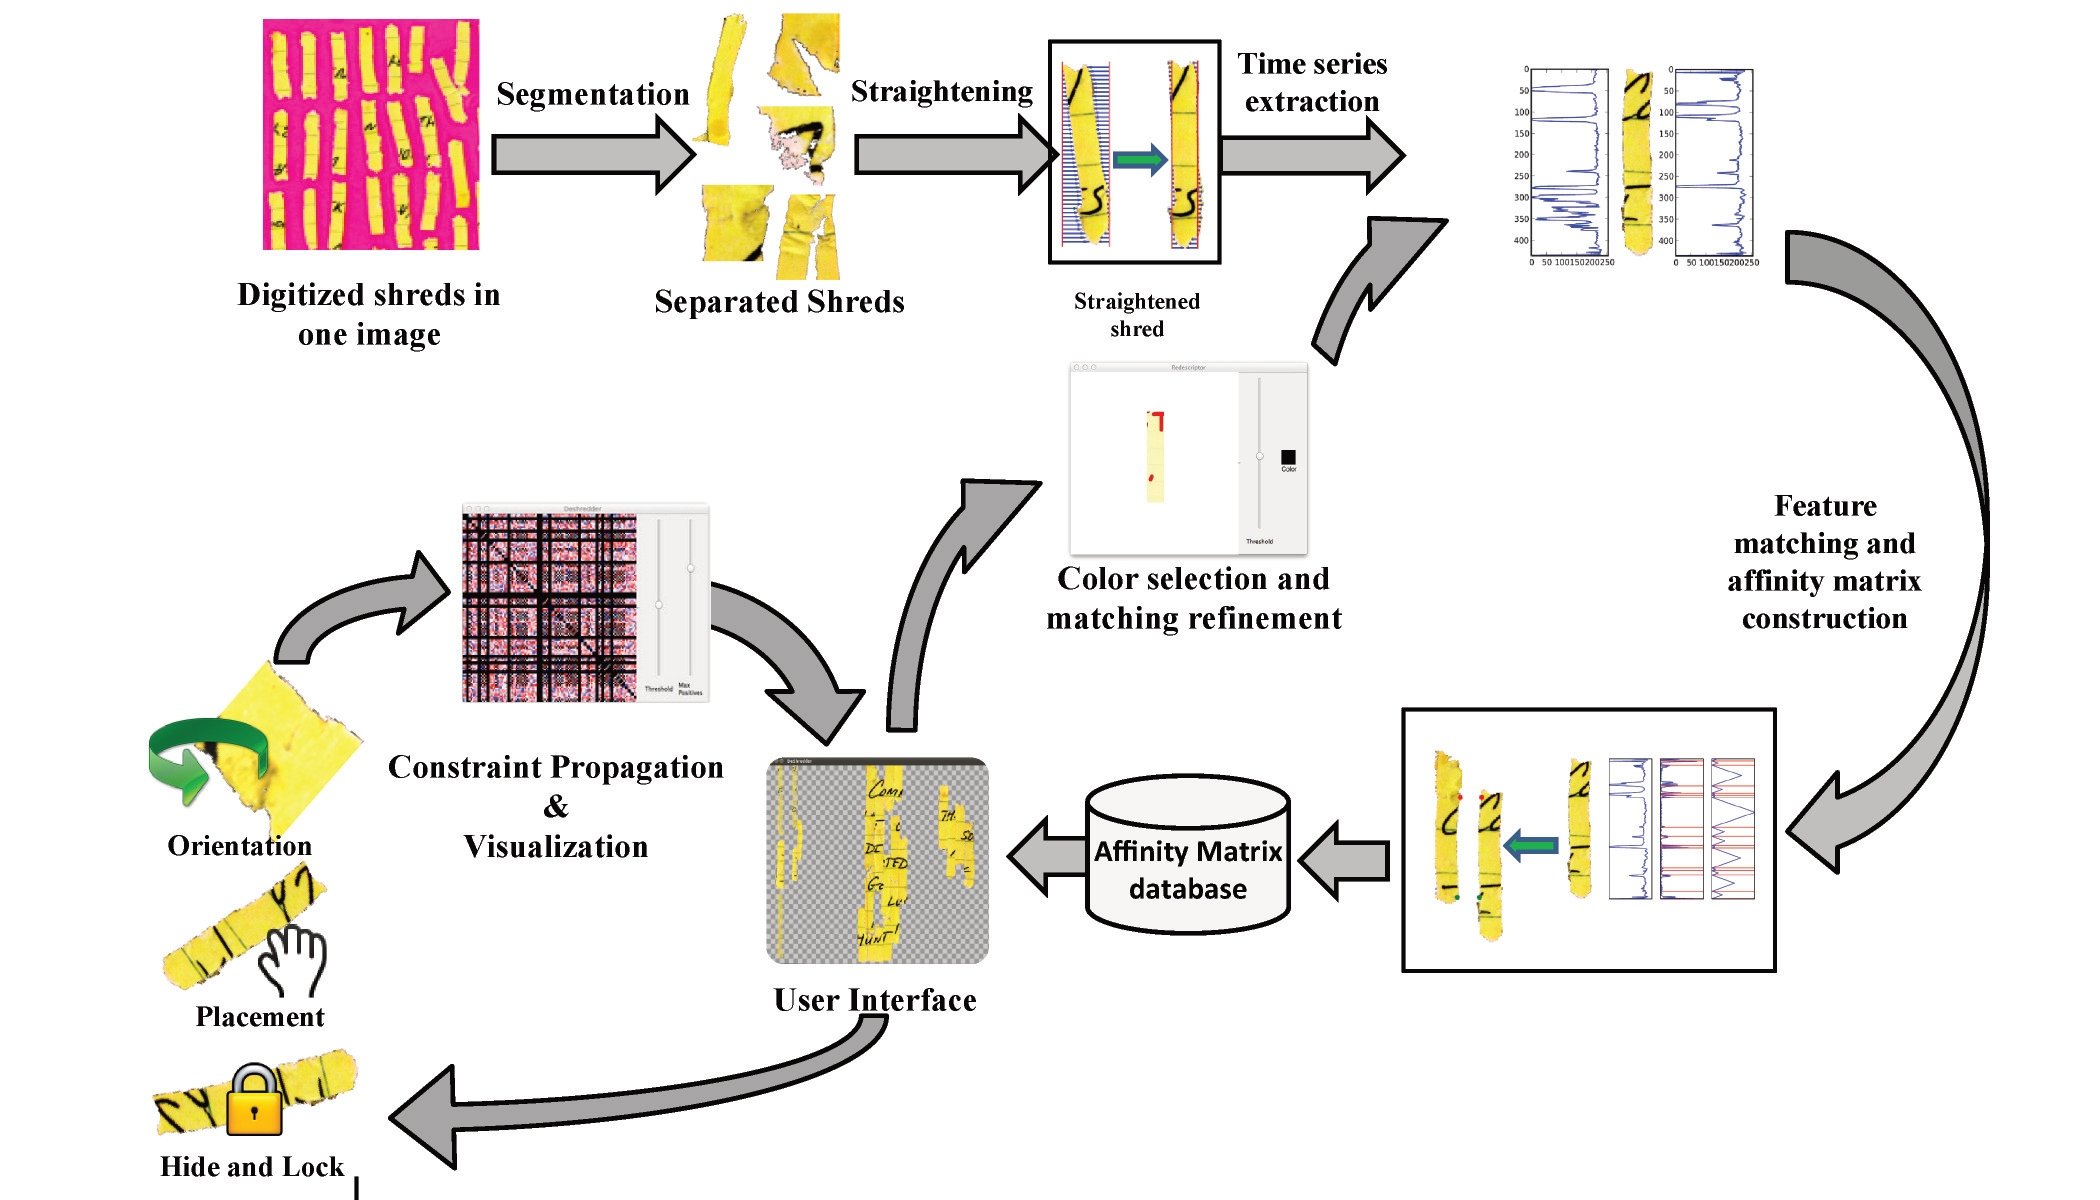 Segmentation
Straightening
Time series
extraction
0
50
100
150
200
250
300
350
400
0 50 100150200250
0
50
100
150
200
250
300
350
400
0 50 100150200250
Digitized shreds in
one image
Separated Shreds
Straightened
shred
Redescriptor
Color
Threshold
Color selection and
matching refinement
Feature
matching and
affinity matrix
construction
Deshredder
Threshold
Max
Positives
Constraint Propagation
&
Visualization
Orientation
Placement
Hide and Lock
Deshredder
User Interface
Affinity Matrix
database